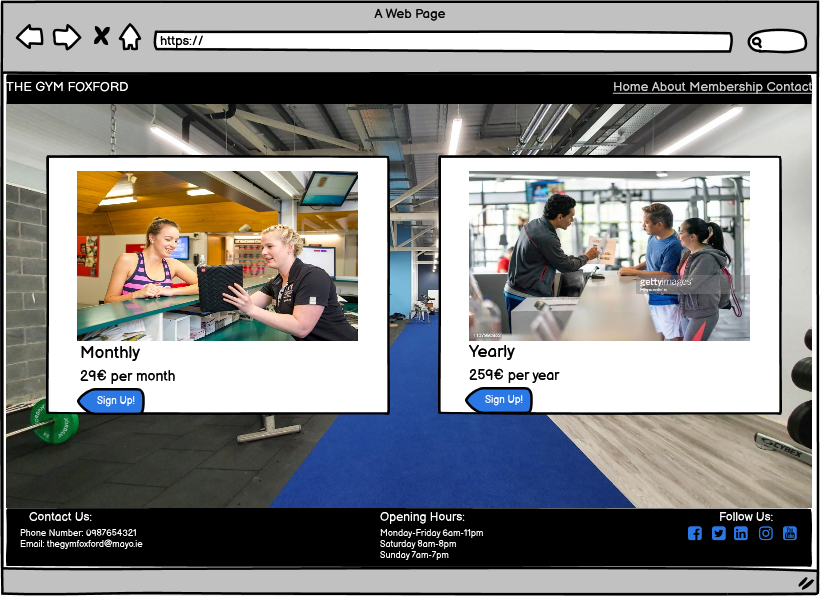 A Web Page
https://
THE GYM FOXFORD
Home About Membership Contact
gettyimages
Monthly
29€ per month
Sign Up!
Yearly
259€ per year
Sign Up!
CYBEX
Contact Us:
Phone Number: 0987654321
Email: thegymfoxford@mayo.ie
Opening Hours:
Monday-Friday 6am-11pm
Saturday 8am-8pm
Sunday 7am-7pm
Follow Us: